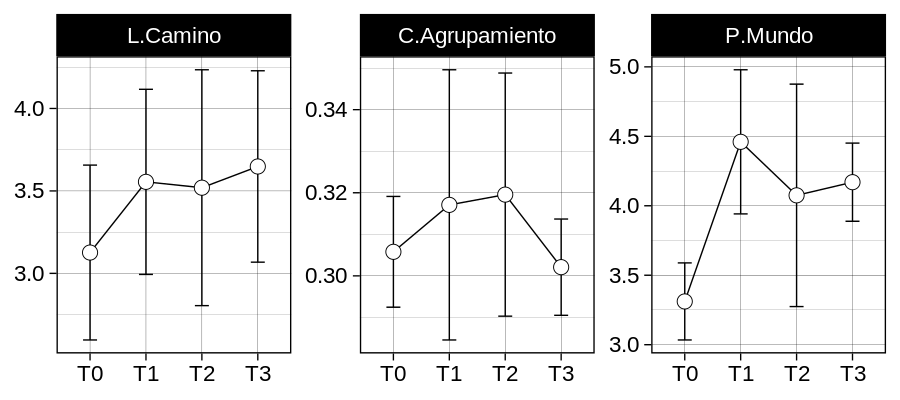 L.Camino
C.Agrupamiento
P.Mundo
4.0
3.5
3.0
0.34
0.32
0.30
5.0
4.5
4.0
3.5
3.0
T0 T1 T2 T3
T0 T1 T2 T3
T0 T1 T2 T3